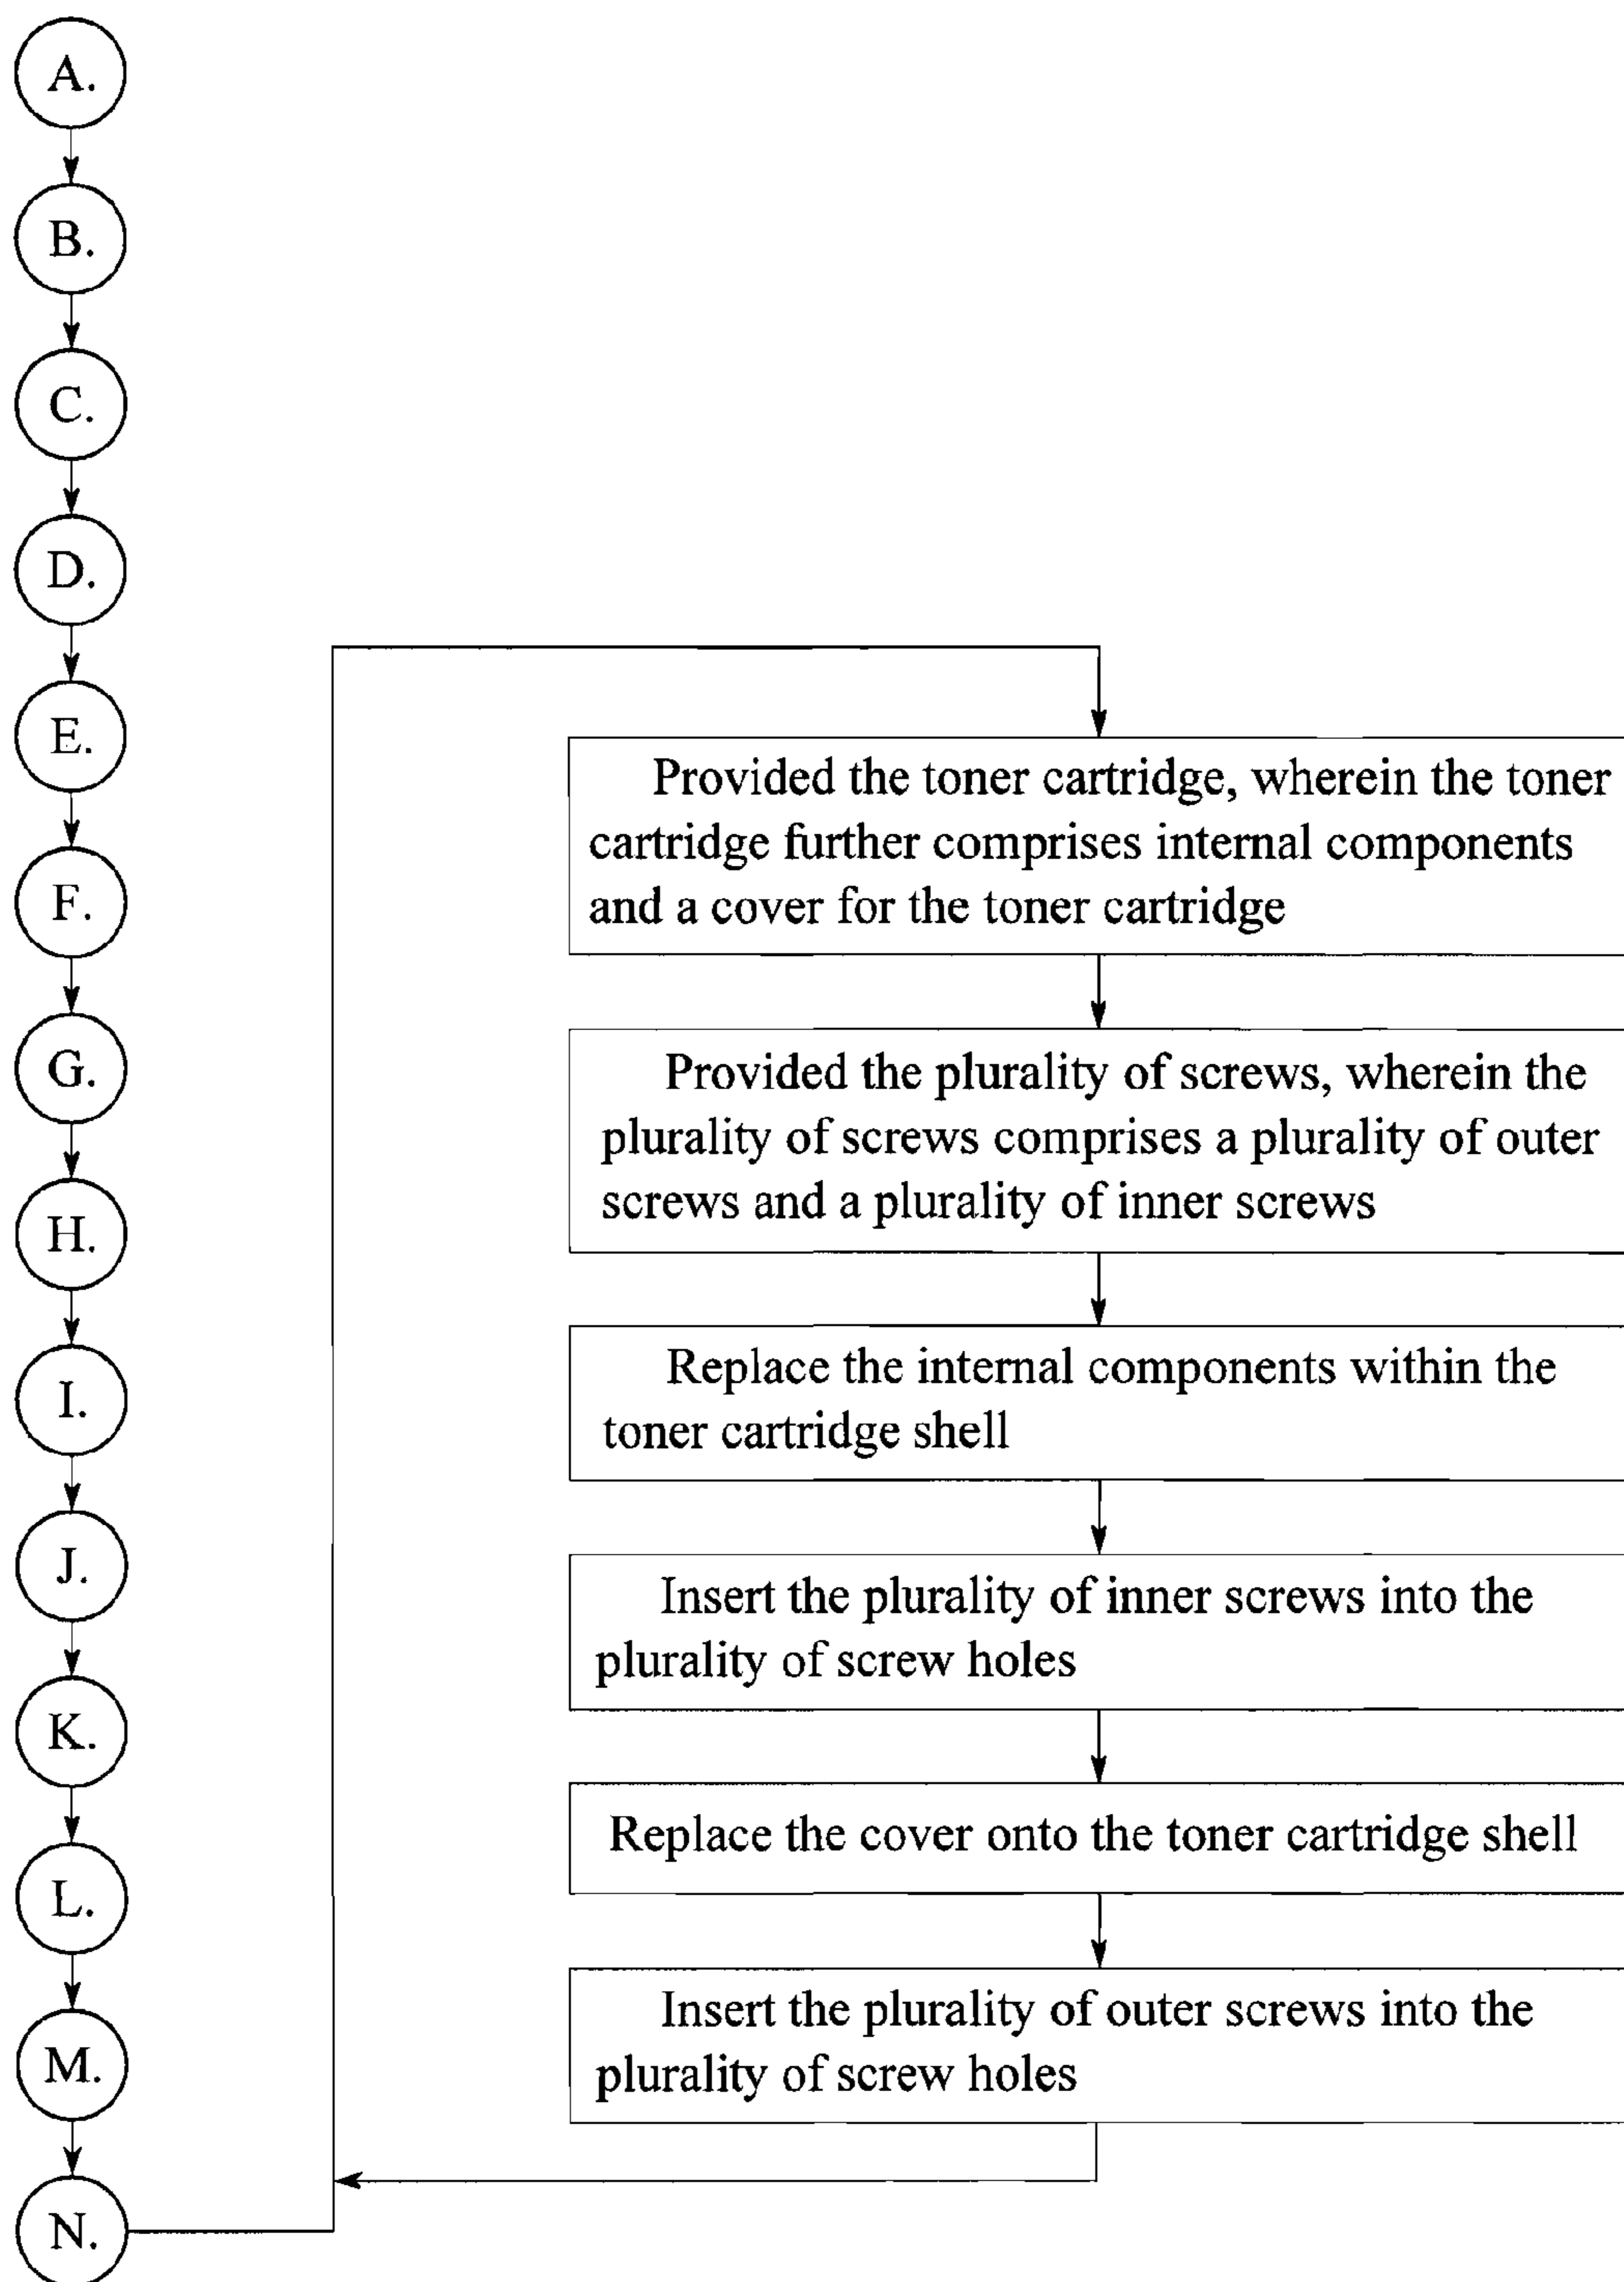 A.
B.
C.
D.
E.
F.
G.
H.
I.
J.
K.
L.
M.
N.
Provided the toner cartridge, wherein the toner
cartridge further comprises internal components
and a cover for the toner cartridge
Provided the plurality of screws, wherein the
plurality of screws comprises a plurality of outer
screws and a plurality of inner screws
Replace the internal components within the
toner cartridge shell
Insert the plurality of inner screws into the
plurality of screw holes
Replace the cover onto the toner cartridge shell
Insert the plurality of outer screws into the
plurality of screw holes